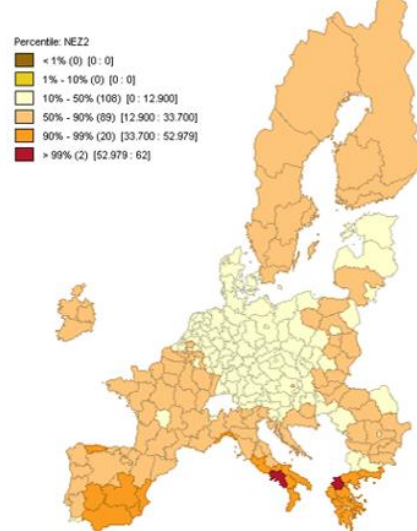 Percentile: NEZ2
< 1% (0) [0 : 0]
1% - 10% (0) [0 : 0]
10% - 50% (108) [0 : 12.900]
50% - 90% (89) [12.900 : 33.700]
90% - 99% (20) [33.700 : 52.979]
> 99% (2) [52.979 : 62]